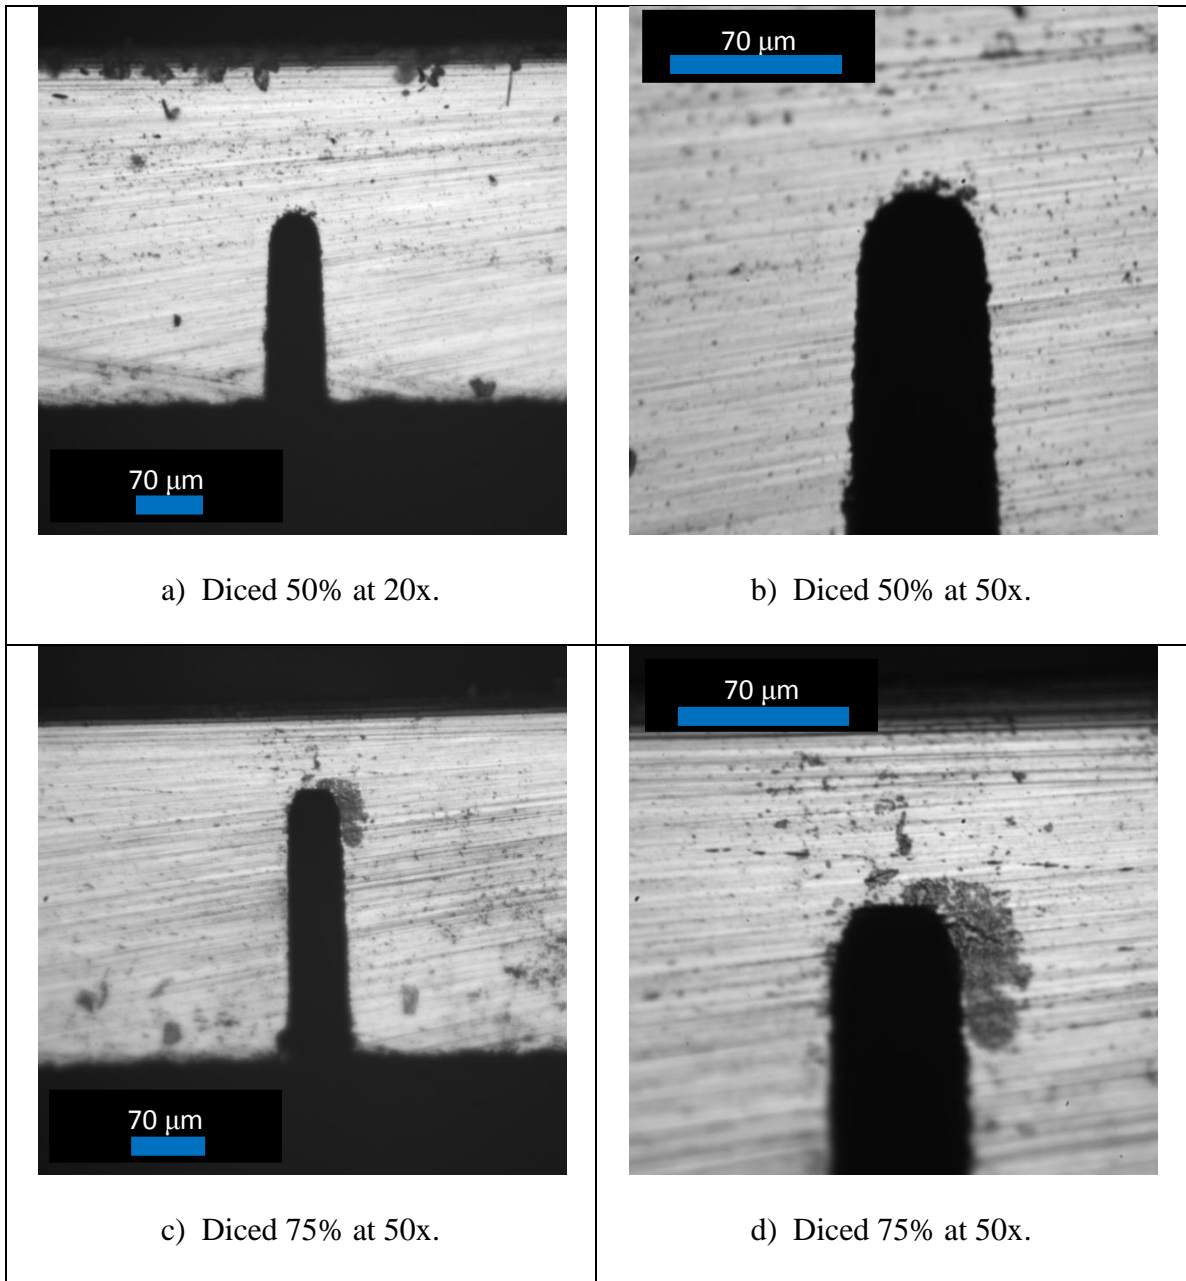 70 μm
70 μm
a) Diced 50% at 20x.
b) Diced 50% at 50x.
70 μm
70 μm
c) Diced 75% at 50x.
d) Diced 75% at 50x.